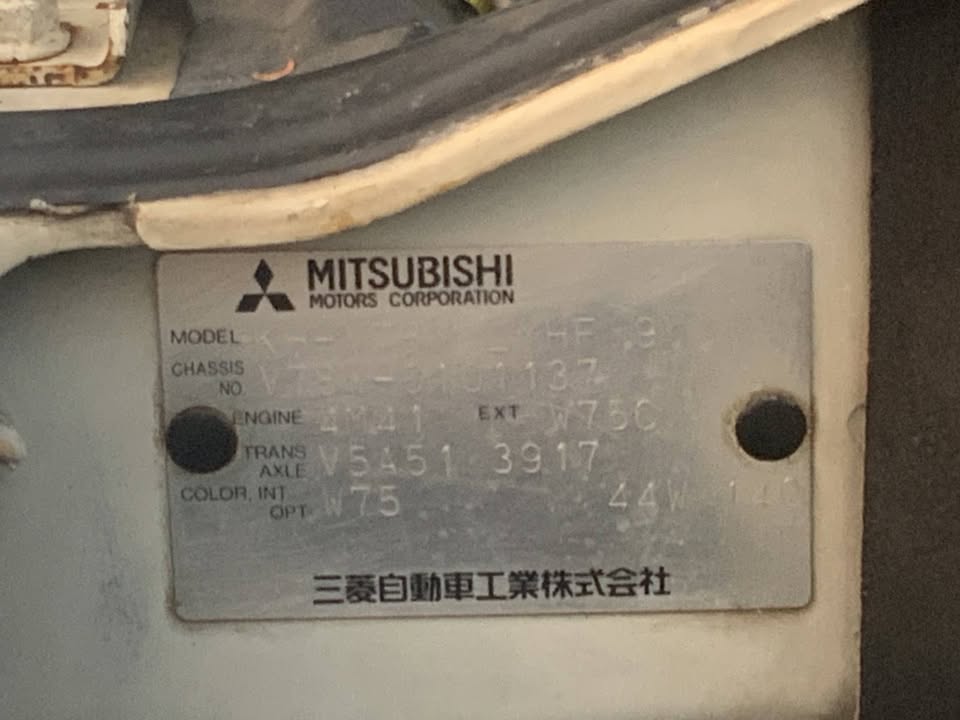 MITSUBISHI
MOTORS CORPORATION
MODEL
CHASSIS
NO.
ENGINE 4M41 EXT W75C
TRANS
AXLE V5A51 3917
COLOR, INT
OPT W75 44W
三菱自動車工業株式会社